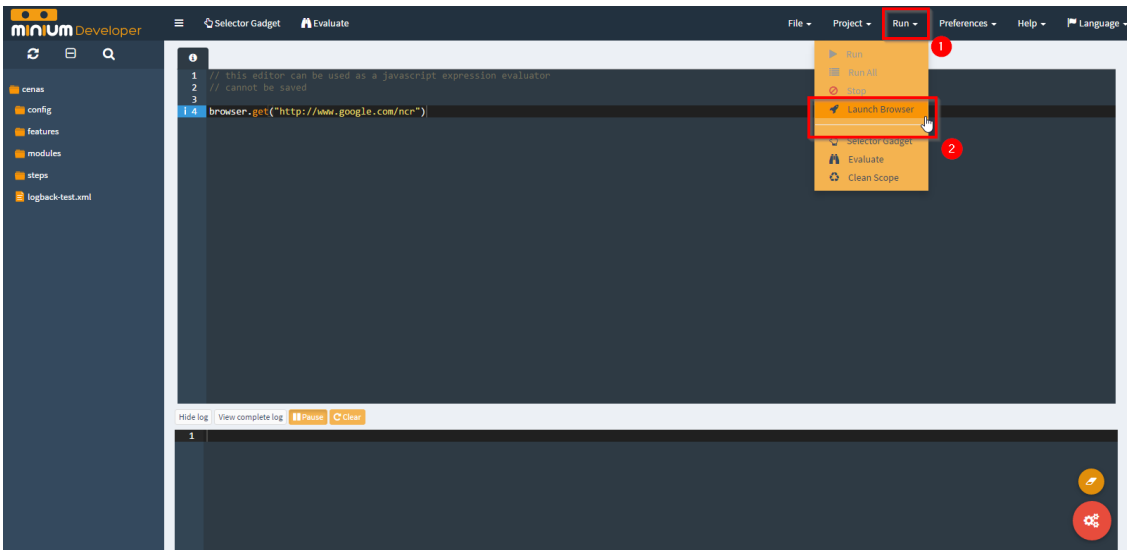 minium Developer
Selector Gadget
Evaluate
File
Project
Run
Preferences
Help
Language
1
cenas
config
features
modules
steps
logback-test.xml
1 // this editor can be used as a javascript expression evaluator
2 // cannot be saved
3
i 4 browser.get("http://www.google.com/ncr")
Run
Run All
Stop
Launch Browser
Selector Gadget
Evaluate
Clean Scope
2
Hide log
View complete log
Pause
Clear
1